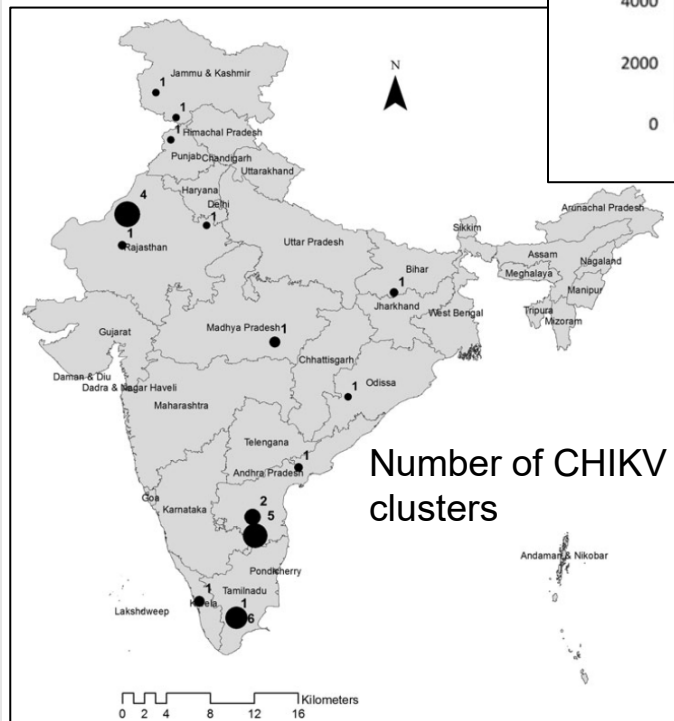 4000
2000
0
N
Jammu & Kashmir
1
1
1
Himachal Pradesh
Punjab
Chandigarh
Uttarakhand
Haryana
Delhi
4
1
1
Rajasthan
Uttar Pradesh
Sikkim
Arunachal Pradesh
Assam
Nagaland
Meghalaya
Manipur
Tripura
Mizoram
Bihar
1
Jharkhand
West Bengal
Gujarat
Madhya Pradesh
1
Chhattisgarh
Daman & Diu
Dadra & Nagar Haveli
Maharashtra
1
Odissa
Telengana
1
Andhra Pradesh
Number of CHIKV
clusters
Goa
Karnataka
2
5
Andaman & Nikobar
Pondicherry
Lakshdweep
1
Kerela
Tamilnadu
1
6
Kilometers
0 2 4 8 12 16